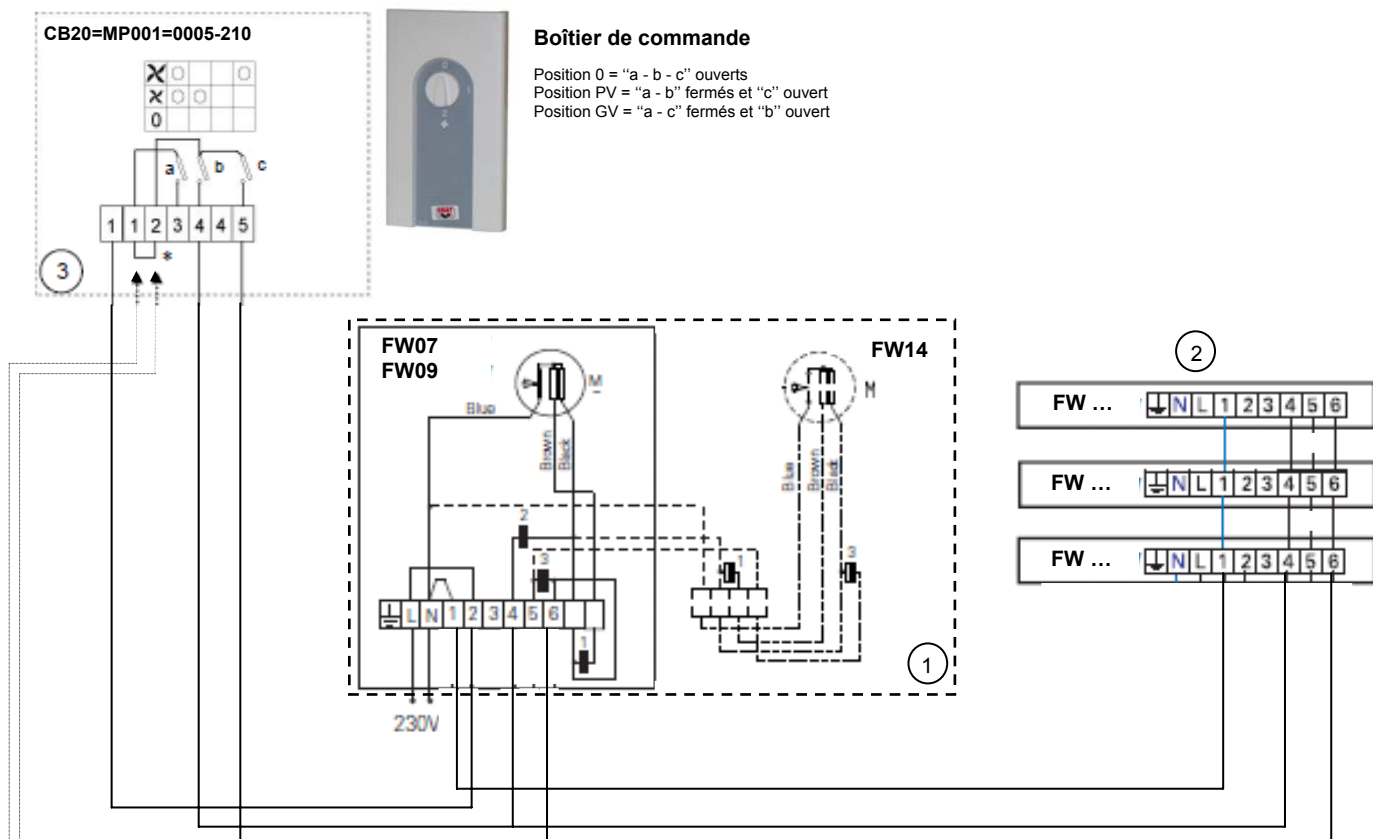 CB20=MP001=0005-210
0
a b c
1 1 2 3 4 4 5
*
3
Boîtier de commande
Position 0 = “a - b - c” ouverts
Position PV = “a - b” fermés et “c” ouvert
Position GV = “a - c” fermés et “b” ouvert
FW07
FW09
M
Blue
Brown
Black
2
3
L N 1 2 3 4 5 6
1
230V
FW14
M
Blue
Brown
Black
1
3
1
2
FW … N L 1 2 3 4 5 6
FW … N L 1 2 3 4 5 6
FW … N L 1 2 3 4 5 6